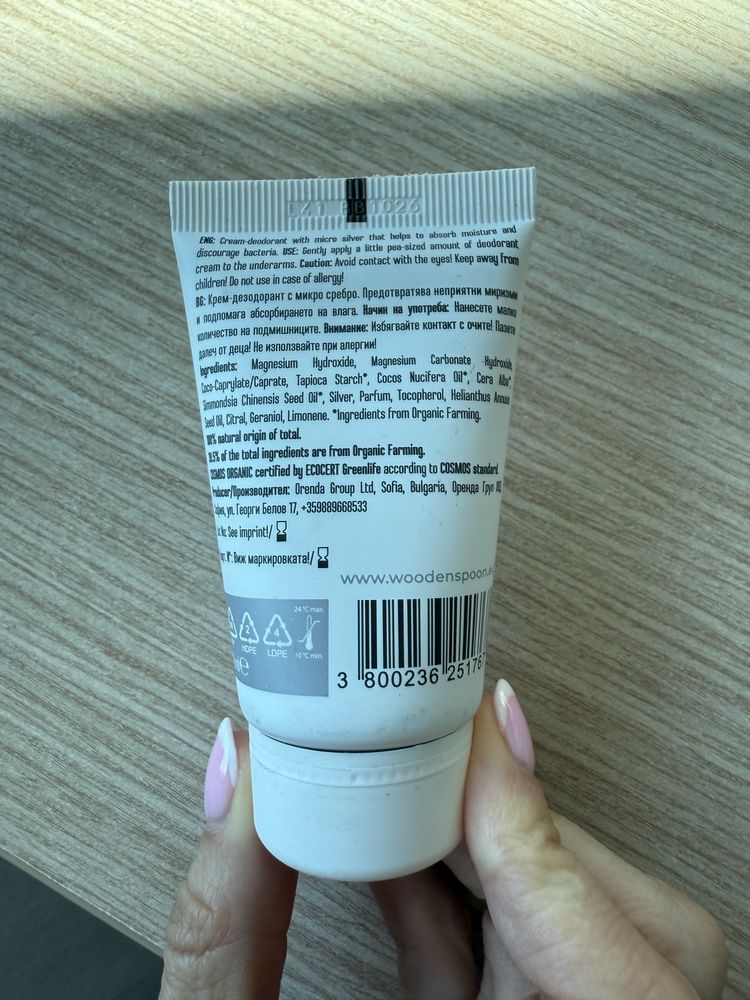 L41 BB1026
ENG: Cream-deodorant with micro silver that helps to absorb moisture and
discourage bacteria. USE: Gently apply a little pea-sized amount of deodorant
cream to the underarms. Caution: Avoid contact with the eyes! Keep away from
children! Do not use in case of allergy!
BG: Крем-дезодорант с микро сребро. Предотвратява неприятни миризми
и подпомага абсорбирането на влага. Начин на употреба: Нанесете малко
количество на подмишниците. Внимание: Избягвайте контакт с очите! Пазете
далеч от деца! Не използвайте при алергии!
Ingredients: Magnesium Hydroxide, Magnesium Carbonate Hydroxide,
Coco-Caprylate/Caprate, Tapioca Starch*, Cocos Nucifera Oil*, Cera Alba*,
Simmondsia Chinensis Seed Oil*, Silver, Parfum, Tocopherol, Helianthus Annuus
Seed Oil, Citral, Geraniol, Limonene. *Ingredients from Organic Farming.
100% natural origin of total.
.5% of the total ingredients are from Organic Farming.
COSMOS ORGANIC certified by ECOCERT Greenlife according to COSMOS standard.
Producer/Производител: Orenda Group Ltd, Sofia, Bulgaria, Оренда Груп
София, ул. Георги Белов 17, +359889668533
No: See imprint!/
№: Виж маркировката!/
www.woodenspoon.e
24°C max.
2 4
HDPE LDPE
10°C min.
e
3 800236 25176